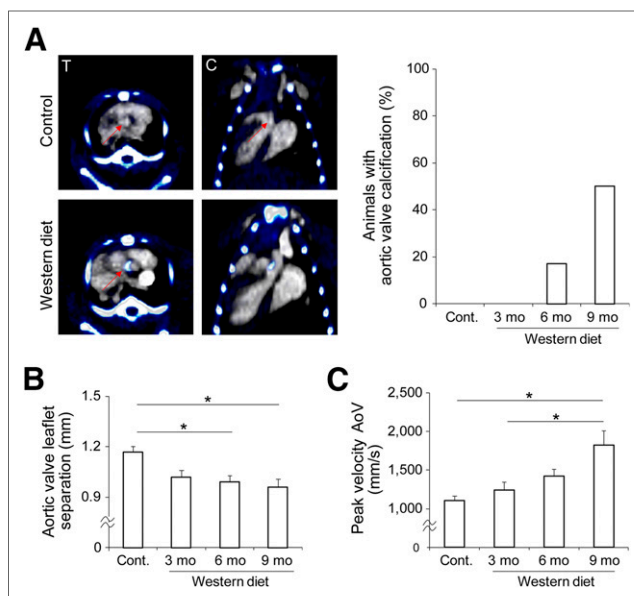 A
T
C
Control
Western diet
Animals with
aortic valve calcification (%)
100
80
60
40
20
0
Cont.
3 mo
6 mo
9 mo
Western diet
B
Aortic valve leaflet
separation (mm)
1.5
1.2
0.9
0
*
*
Cont.
3 mo
6 mo
9 mo
Western diet
C
Peak velocity AoV
(mm/s)
2,500
2,000
1,500
1,000
0
*
*
Cont.
3 mo
6 mo
9 mo
Western diet